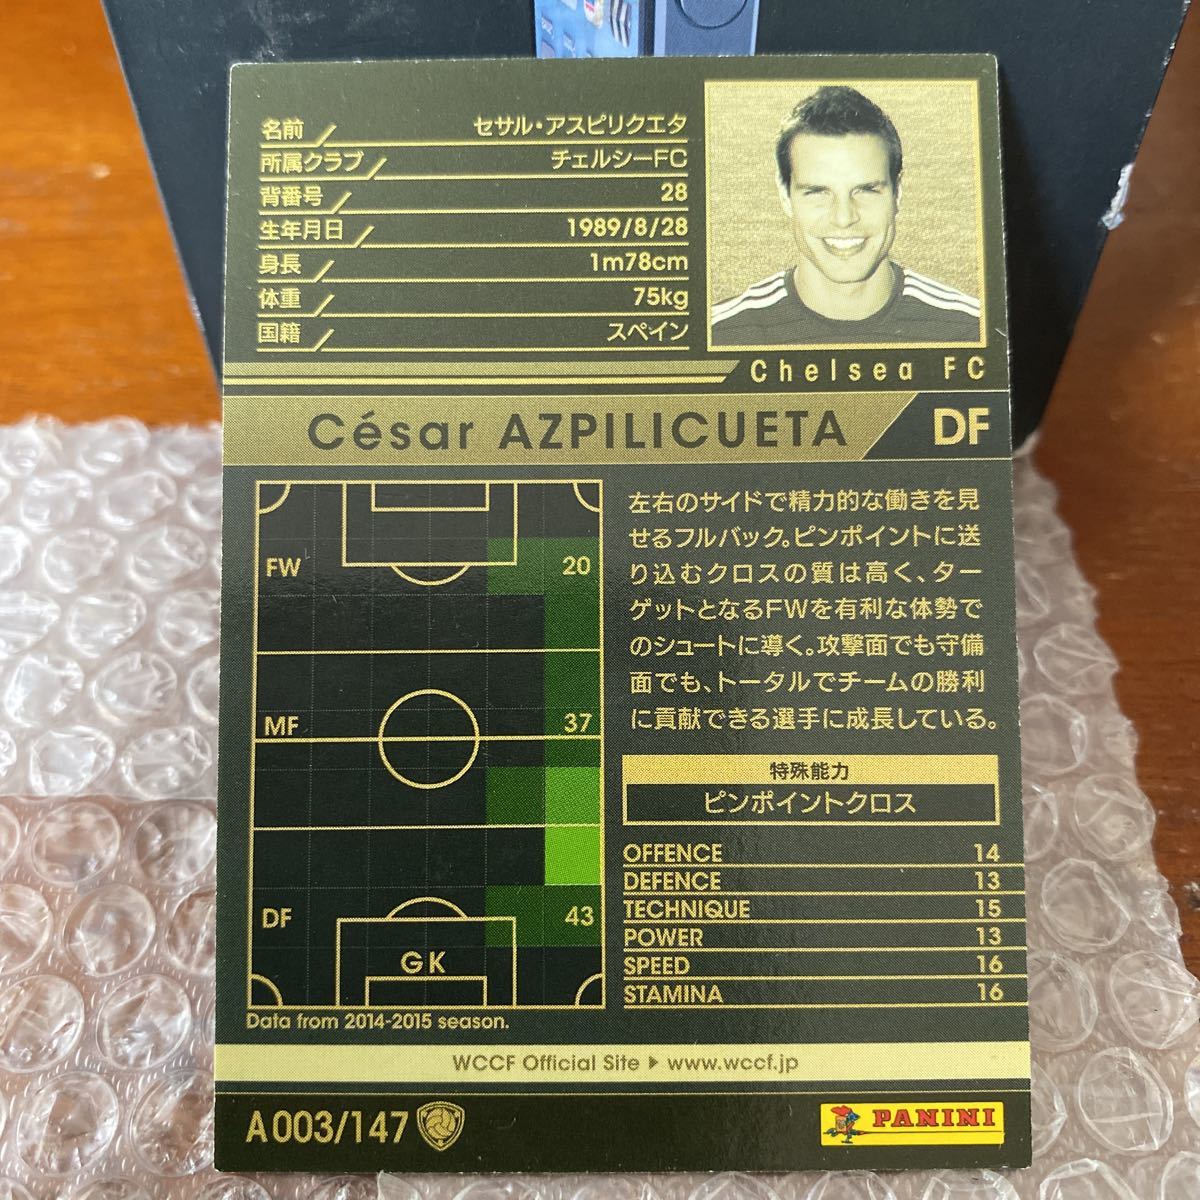 名前 セサル・アスピリクエタ
所属クラブ チェルシーFC
背番号 28
生年月日 1989/8/28
身長 1m78cm
体重 75kg
国籍 スペイン
Chelsea FC
César AZPILICUETA DF
FW 20
MF 37
DF 43
GK
Data from 2014-2015 season.
左右のサイドで精力的な働きを見
せるフルバック。ピンポイントに送
り込むクロスの質は高く、ター
ゲットとなるFWを有利な体勢で
のシュートに導く。攻撃面でも守備
面でも、トータルでチームの勝利
に貢献できる選手に成長している。
特殊能力
ピンポイントクロス
OFFENCE 14
DEFENCE 13
TECHNIQUE 15
POWER 13
SPEED 16
STAMINA 16
WCCF Official Site ▶ www.wccf.jp
A003/147
PANINI